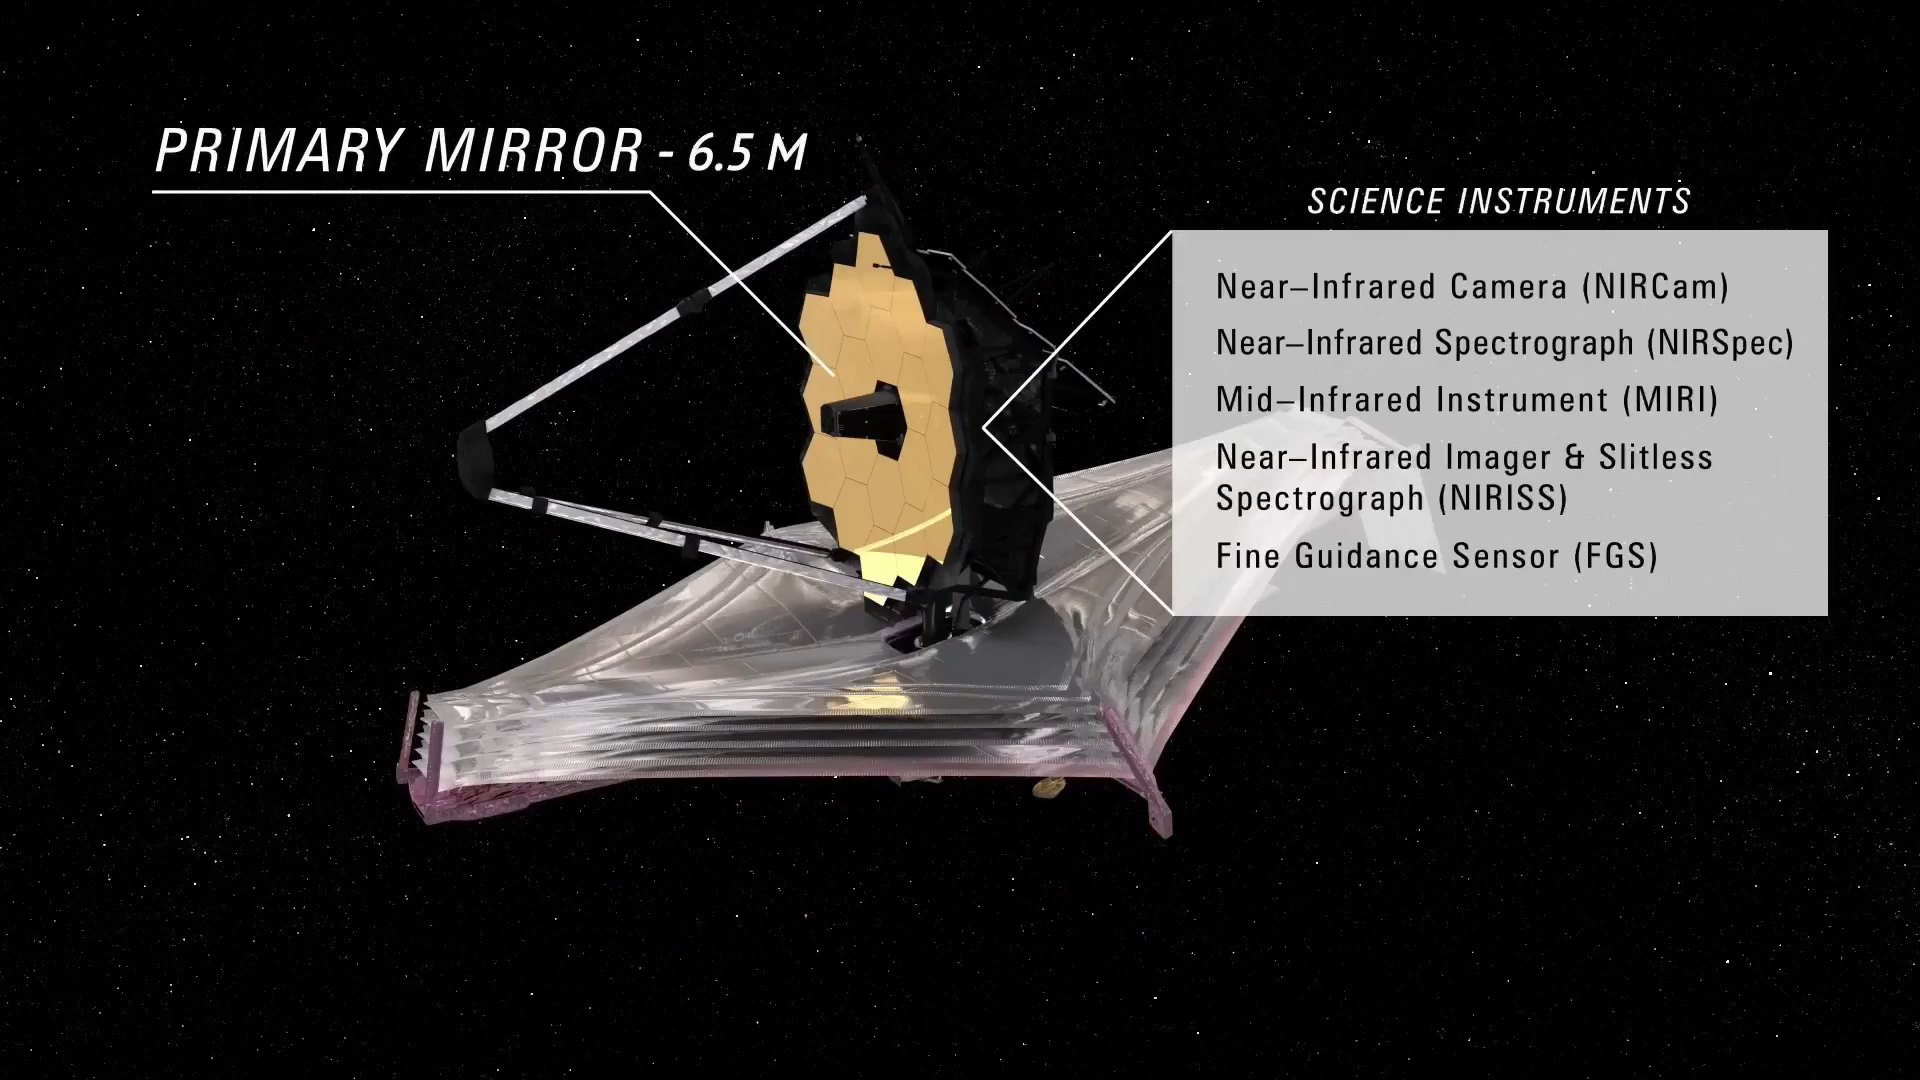 PRIMARY MIRROR - 6.5 M
SCIENCE INSTRUMENTS
Near–Infrared Camera (NIRCam)
Near–Infrared Spectrograph (NIRSpec)
Mid–Infrared Instrument (MIRI)
Near–Infrared Imager & Slitless
Spectrograph (NIRISS)
Fine Guidance Sensor (FGS)